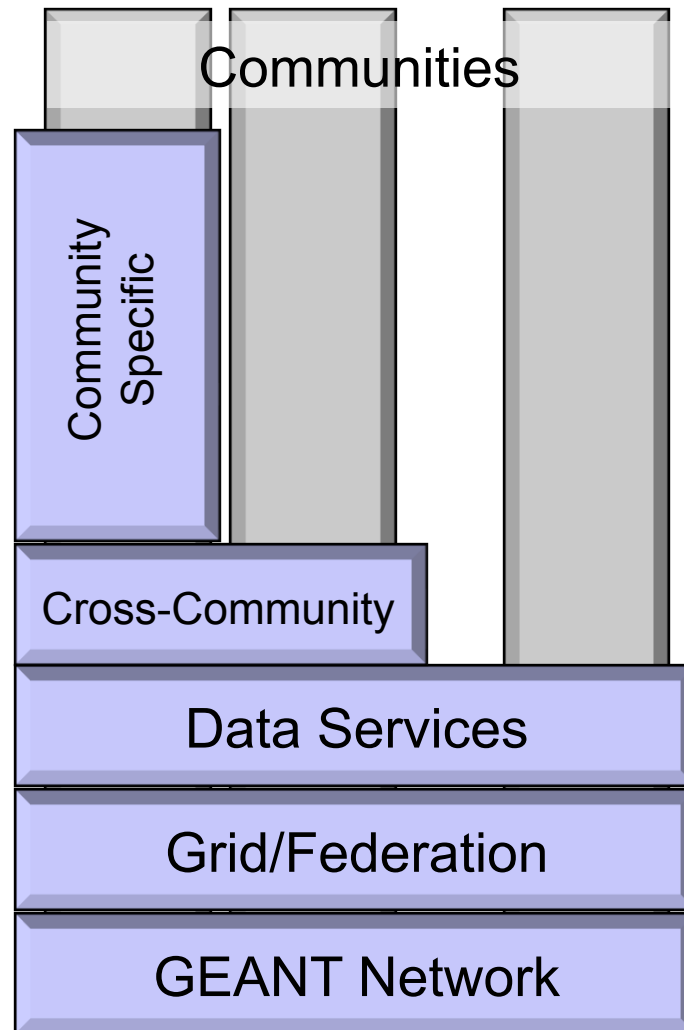 Communities
Community
Specific
Cross-Community
Data Services
Grid/Federation
GEANT Network